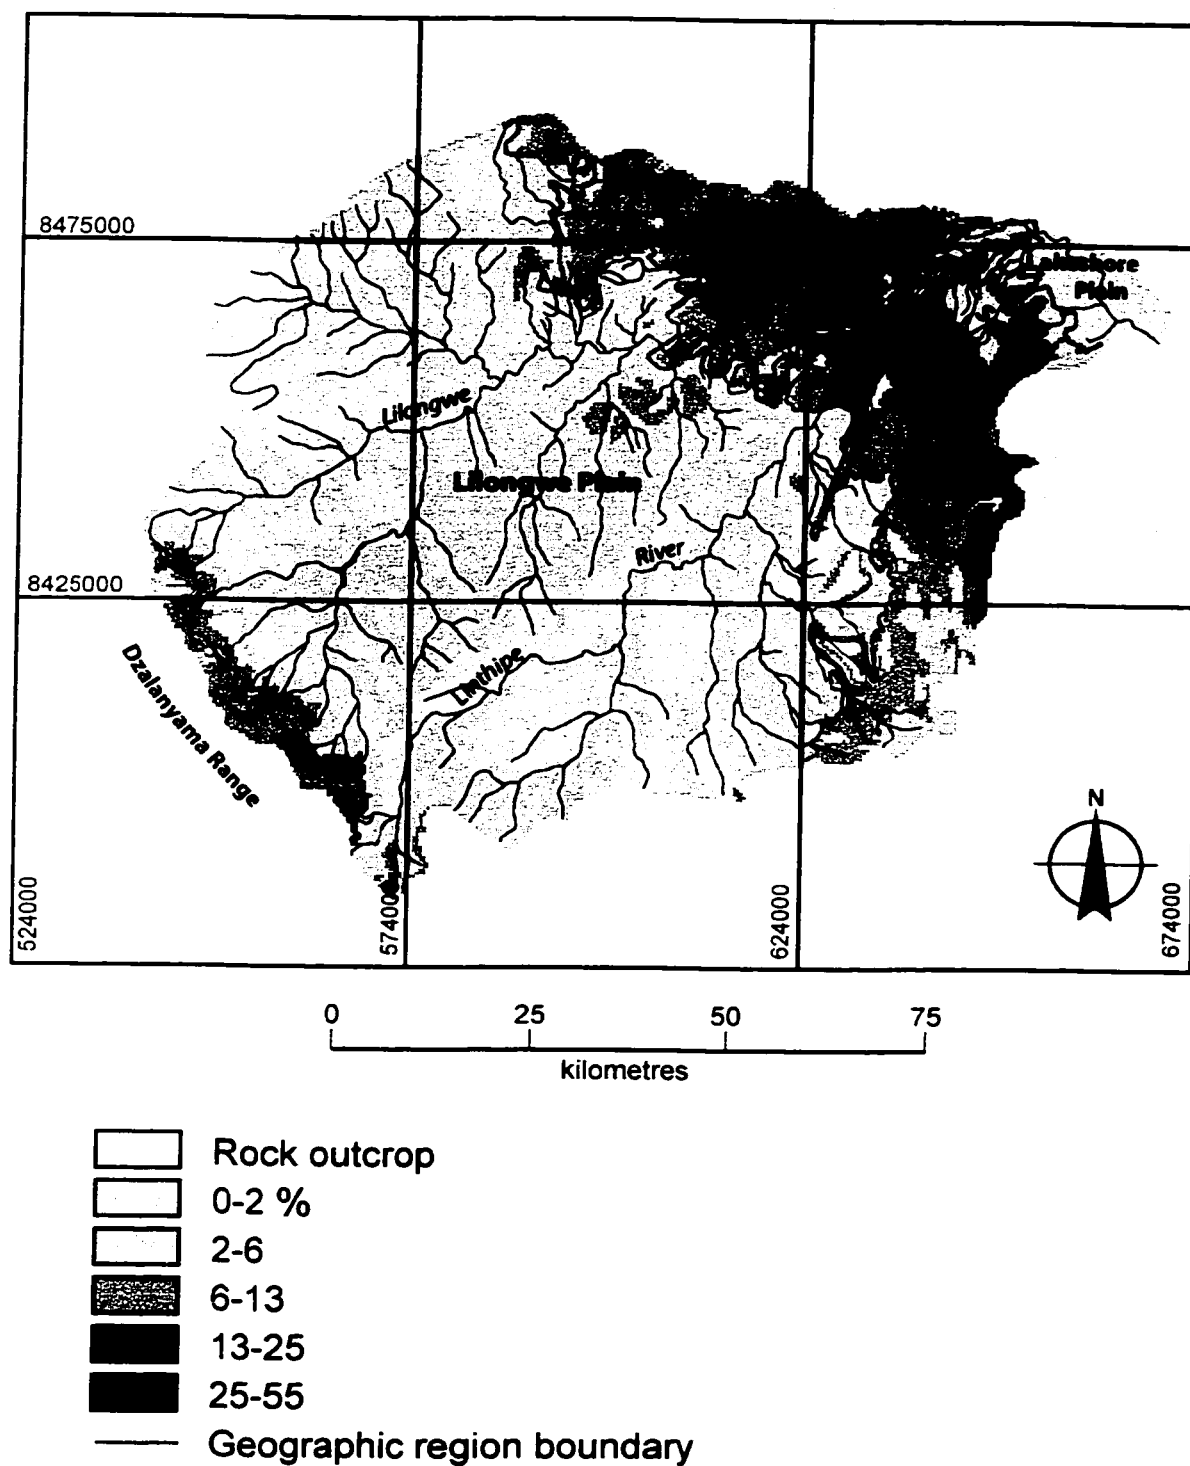 8475000
Lakeshore
Plain
Lilongwe
Lilongwe Plain
River
8425000
Linthipe
Dzalanyama Range
N
524000
574000
624000
674000
0 25 50 75
kilometres
Rock outcrop
0-2 %
2-6
6-13
13-25
25-55
Geographic region boundary